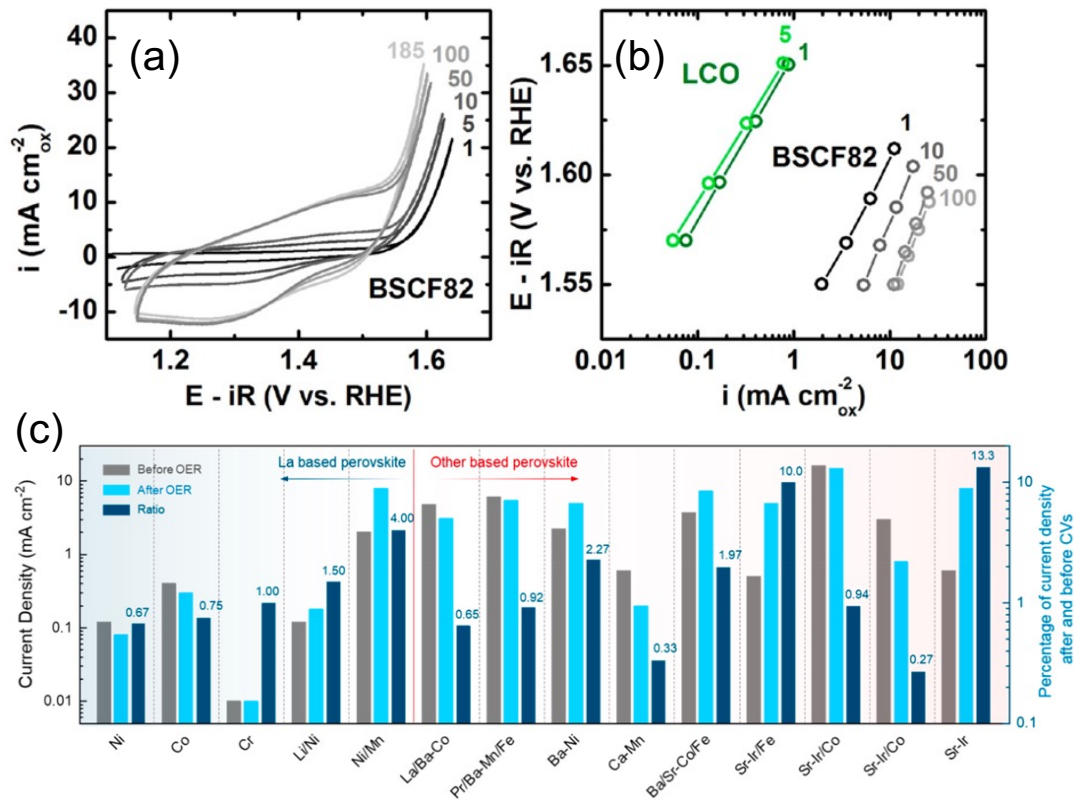 (a)
40
30
20
10
0
-10
1.2
1.4
1.6
i (mA cm⁻²ox)
E - iR (V vs. RHE)
185
100
50
10
5
1
BSCF82
(b)
1.65
1.60
1.55
0.01
0.1
1
10
100
E - iR (V vs. RHE)
i (mA cm⁻²ox)
5
1
LCO
BSCF82
1
10
50
100
(c)
Before OER
After OER
Ratio
La based perovskite
Other based perovskite
Current Density (mA cm⁻²)
10
1
0.1
0.01
Percentage of current density
after and before CVs
10
1
0.1
0.67
0.75
1.00
1.50
4.00
0.65
0.92
2.27
0.33
1.97
10.0
0.94
0.27
13.3
Ni
Co
Cr
Li/Ni
Ni/Mn
La/Ba-Co
Pr/Ba-Mn/Fe
Ba-Ni
Ca-Mn
Ba/Sr-Co/Fe
Sr-Ir/Fe
Sr-Ir/Co
Sr-Ir/Co
Sr-Ir